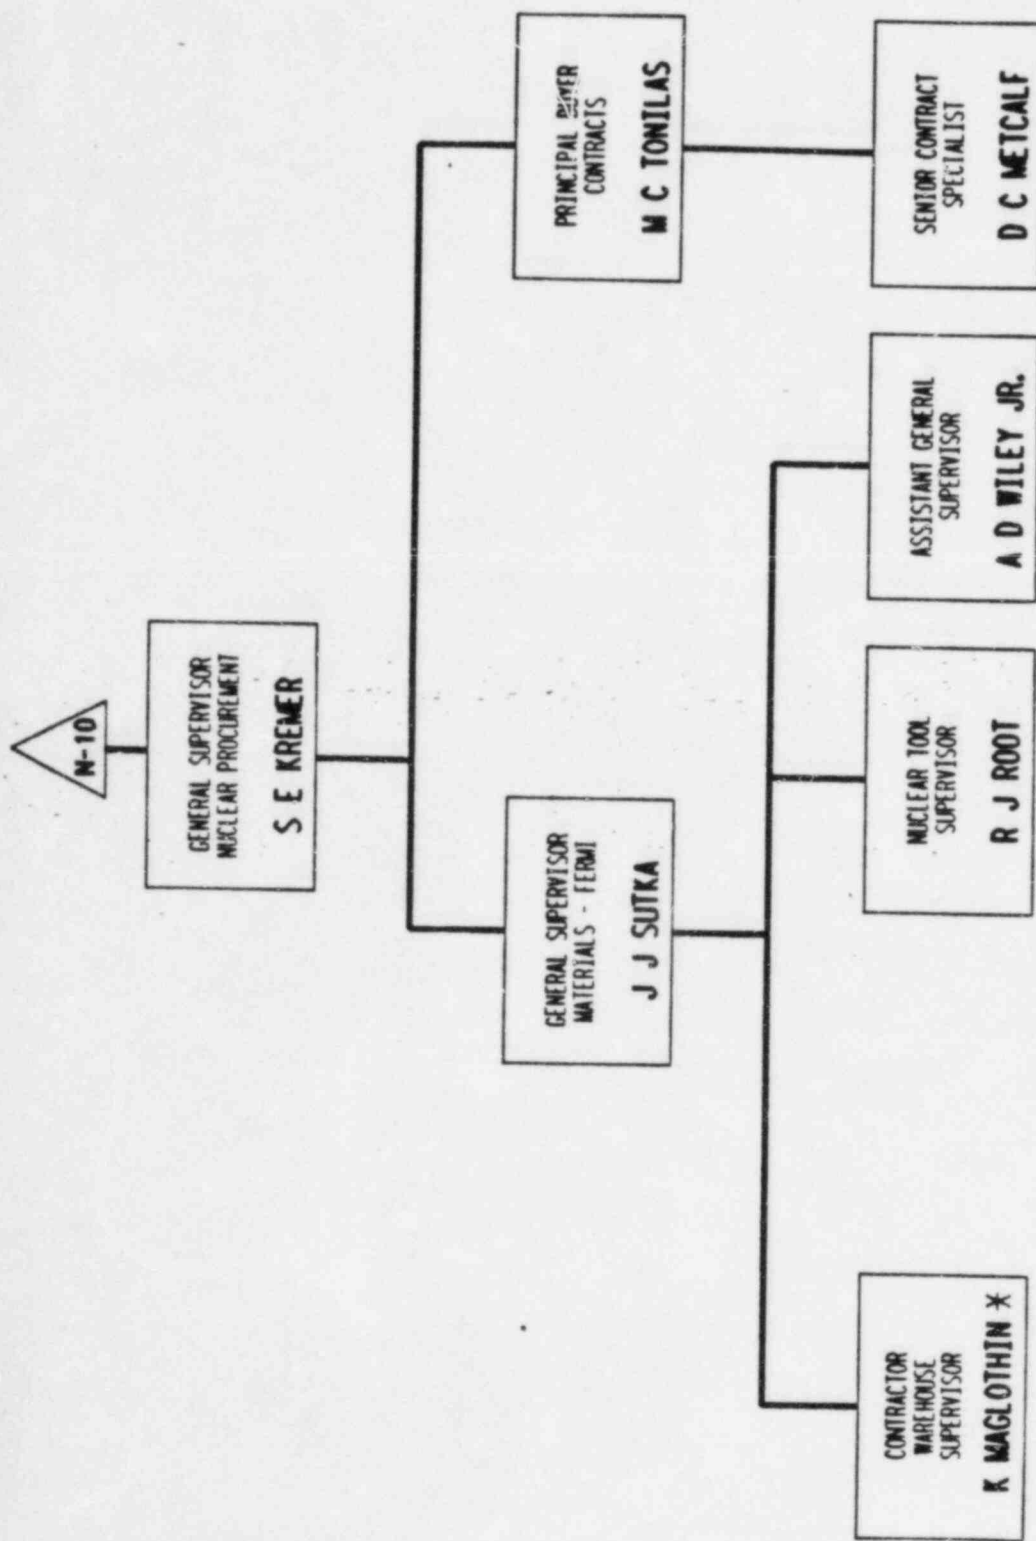 N-10
GENERAL SUPERVISOR
NUCLEAR PROCUREMENT
S E KREMER
GENERAL SUPERVISOR
MATERIALS - FERMI
J J SUTKA
PRINCIPAL BUYER
CONTRACTS
M C TONILAS
CONTRACTOR
WAREHOUSE
SUPERVISOR
K MAGLOTHIN *
NUCLEAR TOOL
SUPERVISOR
R J ROOT
ASSISTANT GENERAL
SUPERVISOR
A D WILEY JR.
SENIOR CONTRACT
SPECIALIST
D C METCALF